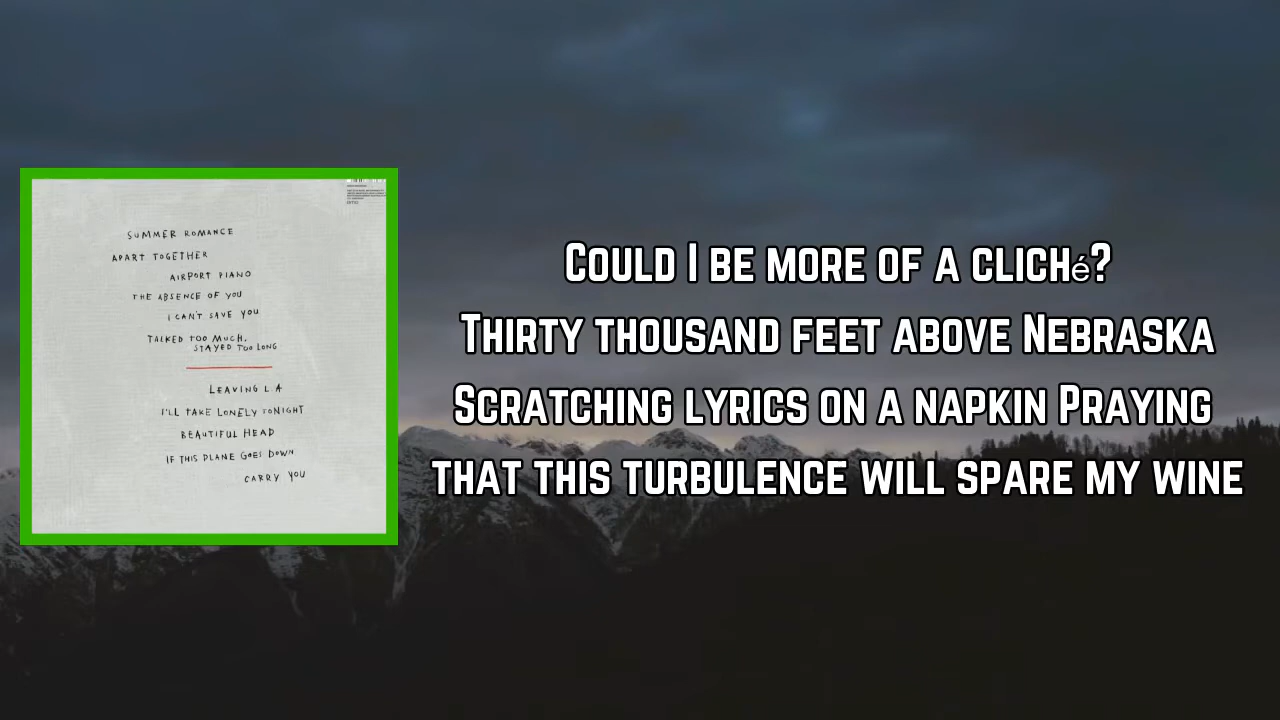 SUMMER ROMANCE
APART TOGETHER
AIRPORT PIANO
THE ABSENCE OF YOU
I CAN'T SAVE YOU
TALKED TOO MUCH,
STAYED TOO LONG
LEAVING LA
I'LL TAKE LONELY TONIGHT
BEAUTIFUL HEAD
IF THIS PLANE GOES DOWN
CARRY YOU
Could I be more of a cliché?
Thirty thousand feet above Nebraska
Scratching lyrics on a napkin Praying
that this turbulence will spare my wine